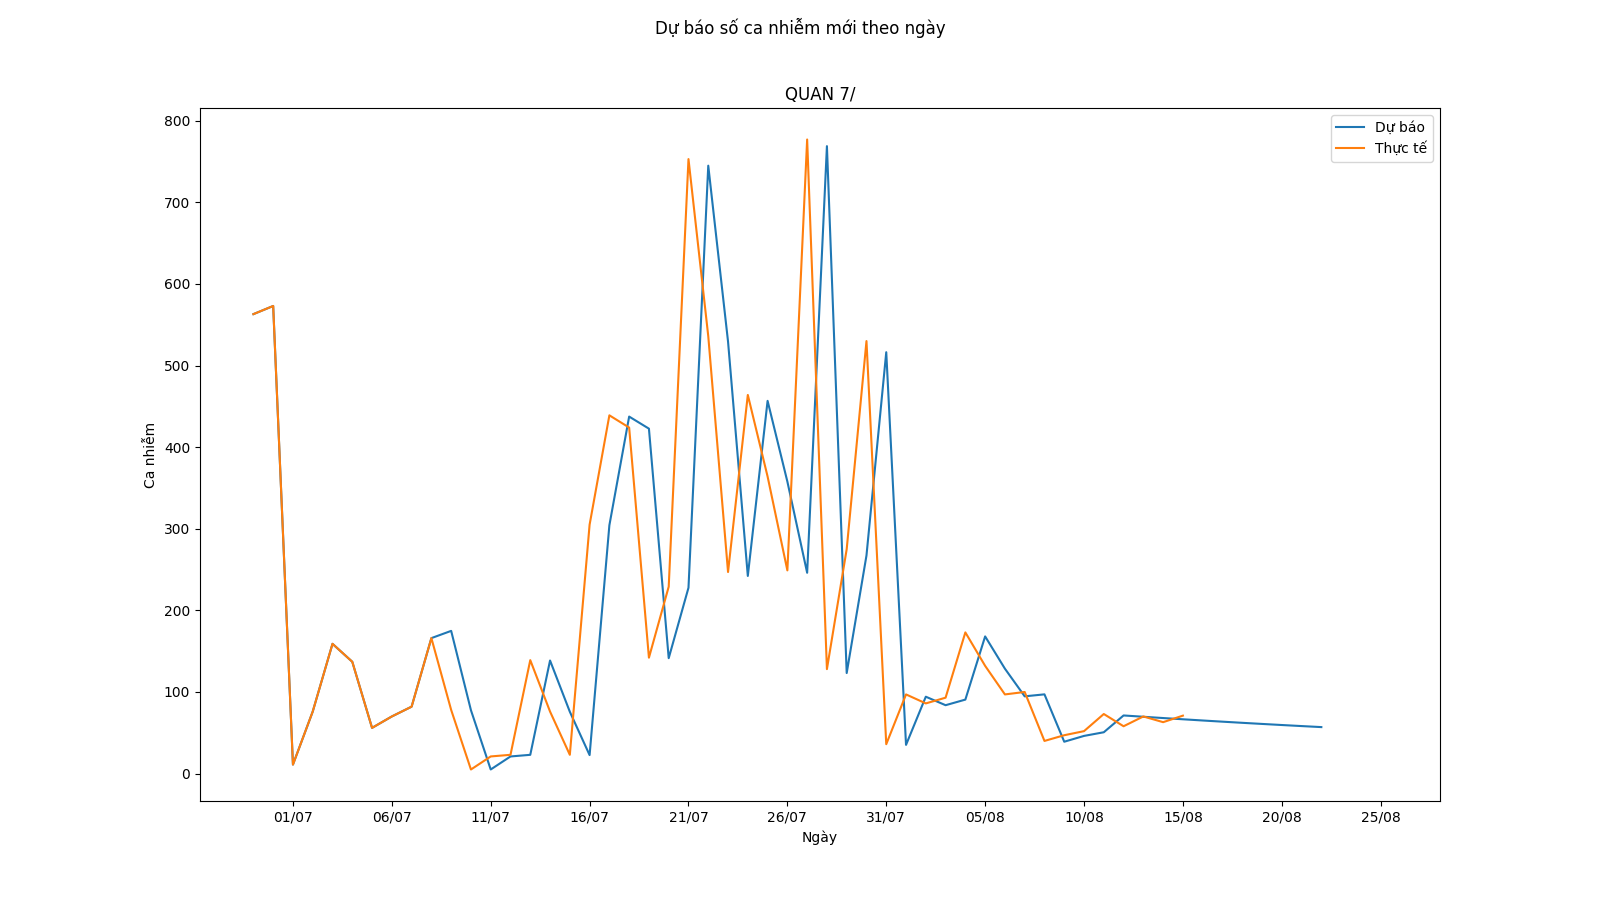 Dự báo số ca nhiễm mới theo ngày
QUAN 7/
Dự báo
Thực tế
800
700
600
500
400
300
200
100
0
Ca nhiễm
01/07 06/07 11/07 16/07 21/07 26/07 31/07 05/08 10/08 15/08 20/08 25/08
Ngày